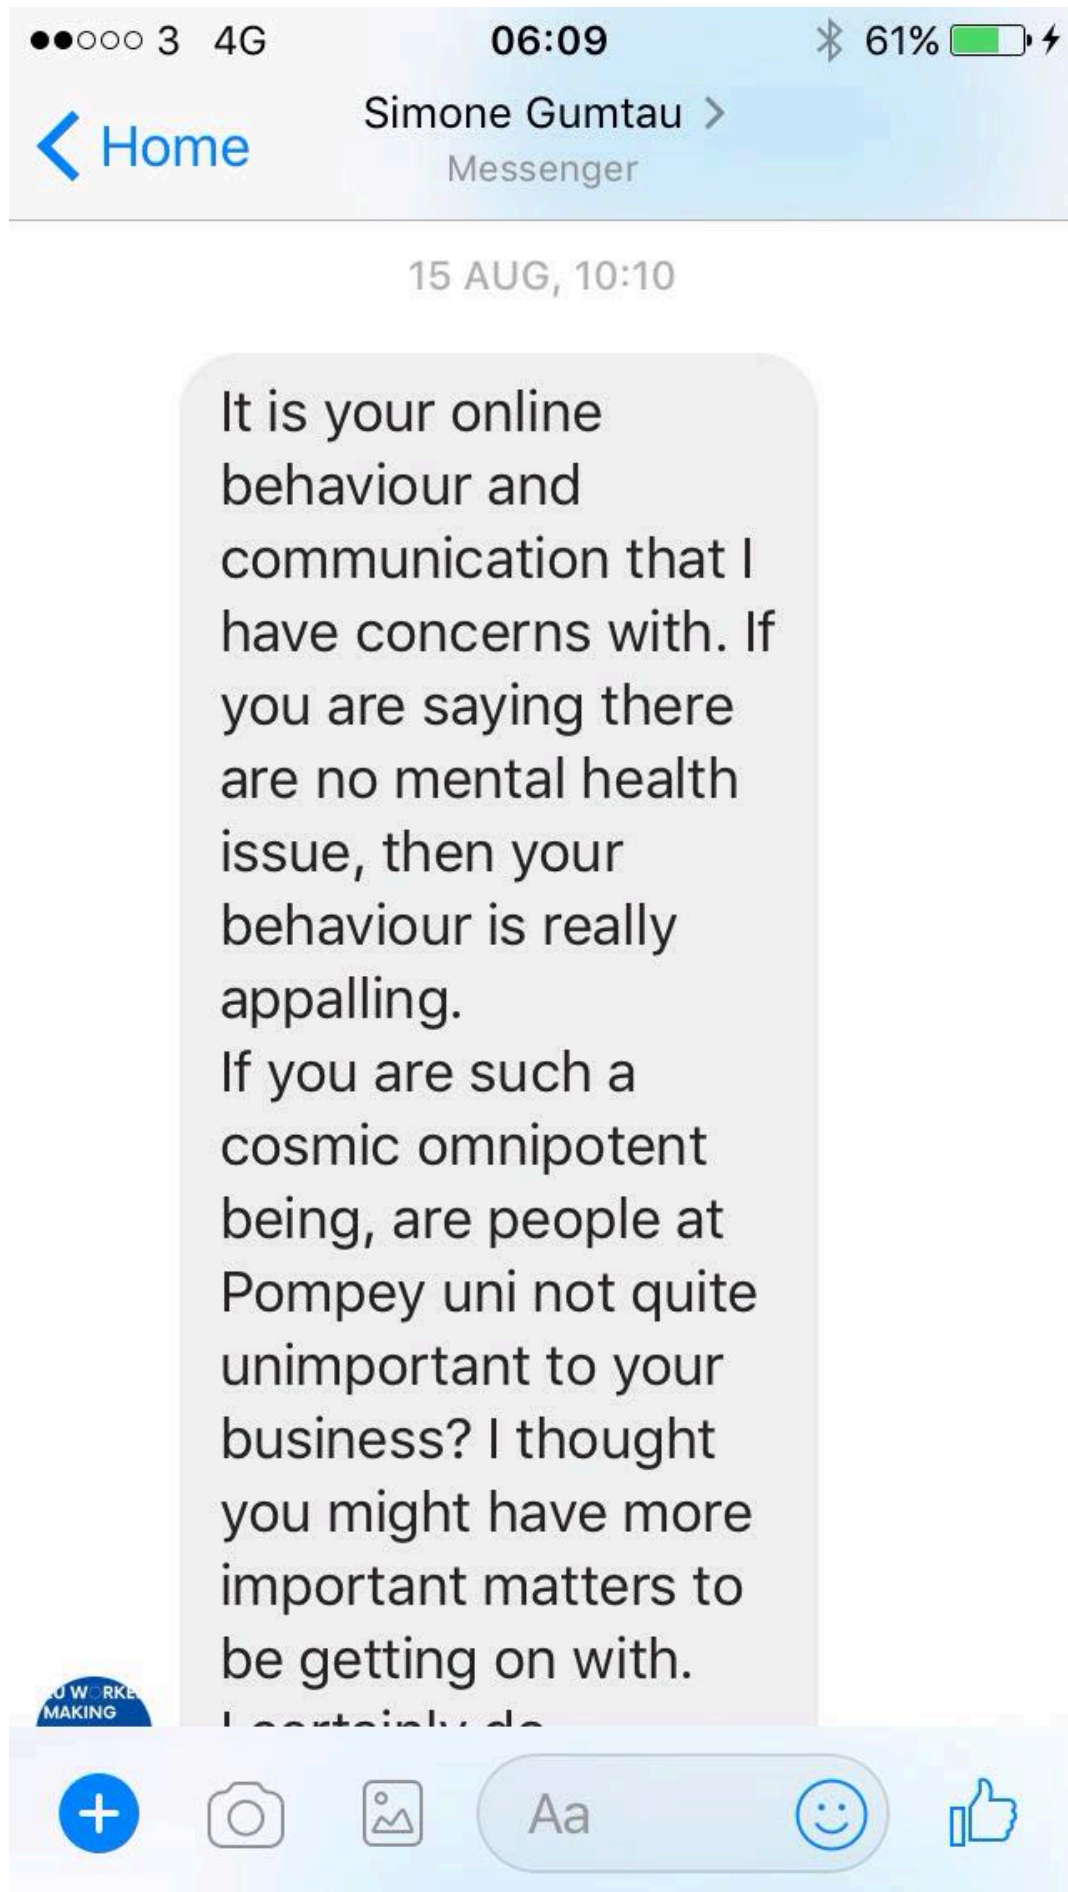 3 4G 06:09 61%
Home
Simone Gumtau
Messenger
15 AUG, 10:10
It is your online
behaviour and
communication that I
have concerns with. If
you are saying there
are no mental health
issue, then your
behaviour is really
appalling.
If you are such a
cosmic omnipotent
being, are people at
Pompey uni not quite
unimportant to your
business? I thought
you might have more
important matters to
be getting on with.
I certainly do
MAKING
Aa